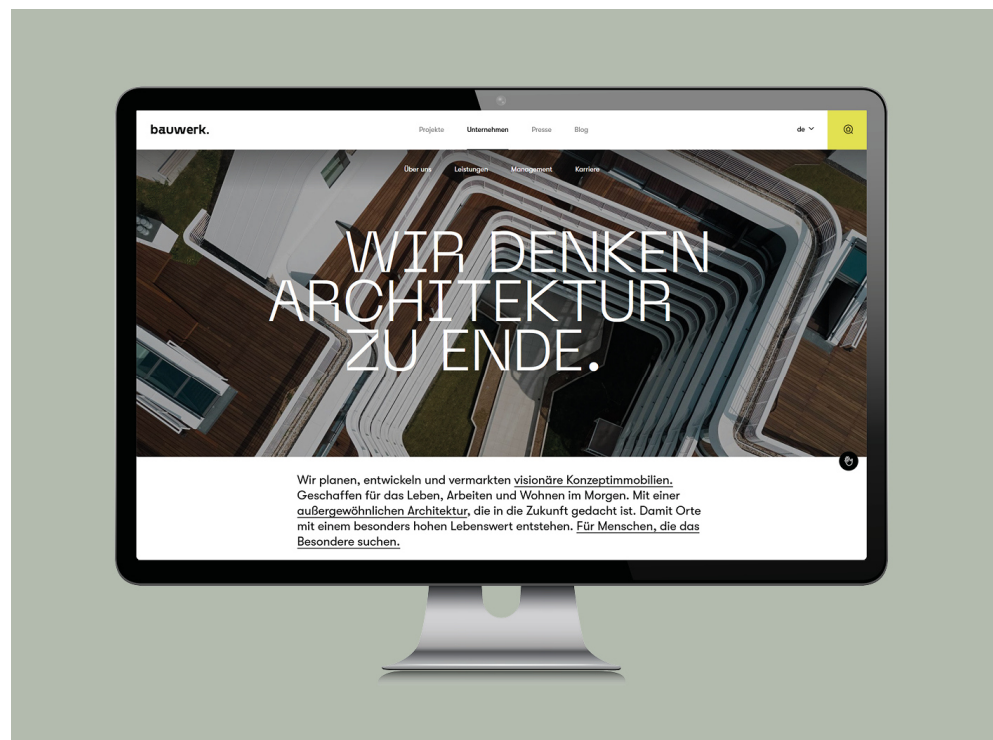 bauwerk.
Projekte Unternehmen Presse Blog
de
Über uns Leistungen Management Karriere
WIR DENKEN
ARCHITEKTUR
ZU ENDE.
Wir planen, entwickeln und vermarkten visionäre Konzeptimmobilien.
Geschaffen für das Leben, Arbeiten und Wohnen im Morgen. Mit einer
außergewöhnlichen Architektur, die in die Zukunft gedacht ist. Damit Orte
mit einem besonders hohen Lebenswert entstehen. Für Menschen, die das
Besondere suchen.